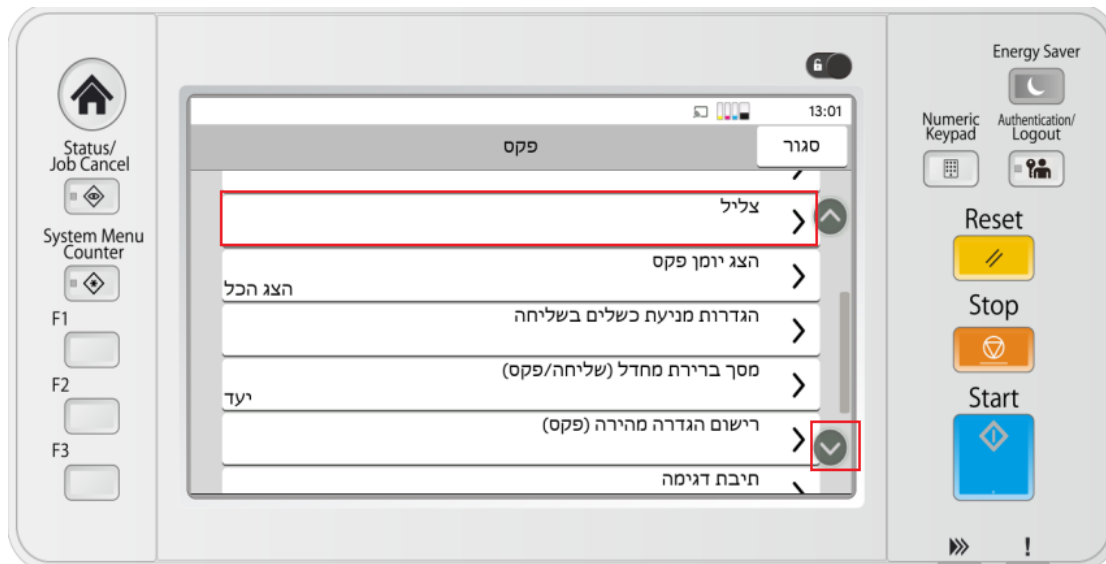 Energy Saver
Status/
Job Cancel
System Menu
Counter
F1
F2
F3
13:01
פקס
סגור
צליל
הצג יומן פקס
הצג הכל
הגדרות מניעת כשלים בשליחה
מסך ברירת מחדל (שליחה/פקס)
יעד
רישום הגדרה מהירה (פקס)
תיבת דגימה
Numeric
Keypad
Authentication/
Logout
Reset
Stop
Start
!